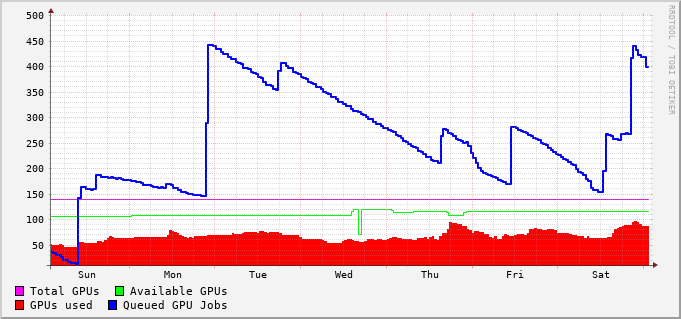 500
450
400
350
300
250
200
150
100
50
Sun Mon Tue Wed Thu Fri Sat
Total GPUs Available GPUs
GPUs used Queued GPU Jobs
RRDTOOL / TOBI OETIKER